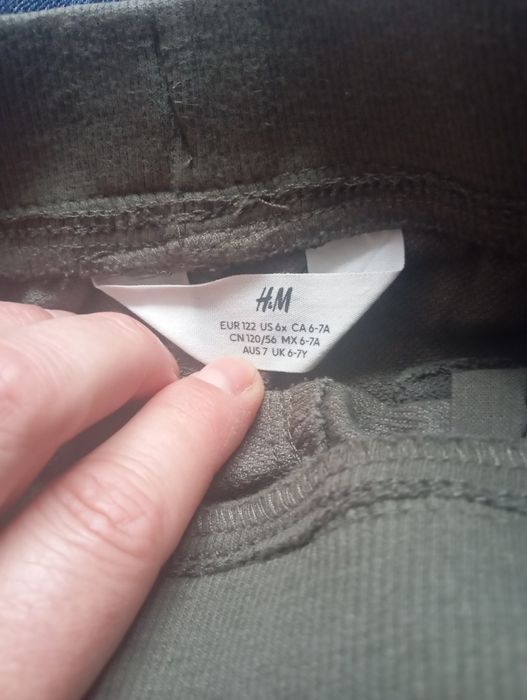 H&M
EUR 122 US 6x CA 6-7A
CN 120/56 MX 6-7A
AUS 7 UK 6-7Y